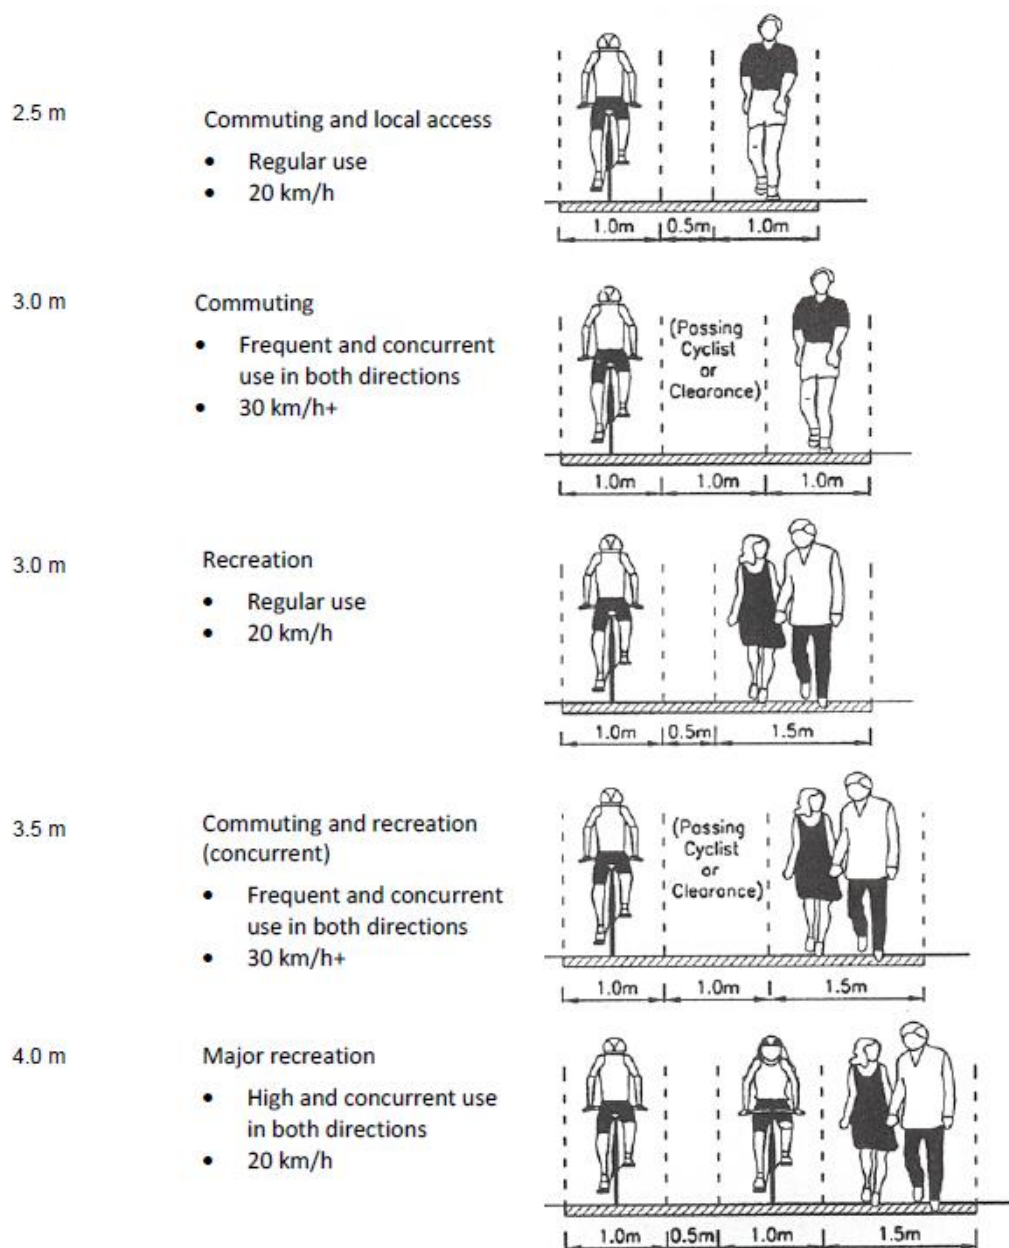 2.5 m
Commuting and local access
• Regular use
• 20 km/h
1.0m 0.5m 1.0m
3.0 m
Commuting
• Frequent and concurrent
use in both directions
• 30 km/h+
(Passing
Cyclist
or
Clearance)
1.0m 1.0m 1.0m
3.0 m
Recreation
• Regular use
• 20 km/h
1.0m 0.5m 1.5m
3.5 m
Commuting and recreation
(concurrent)
• Frequent and concurrent
use in both directions
• 30 km/h+
(Passing
Cyclist
or
Clearance)
1.0m 1.0m 1.5m
4.0 m
Major recreation
• High and concurrent use
in both directions
• 20 km/h
1.0m 0.5m 1.0m 1.5m